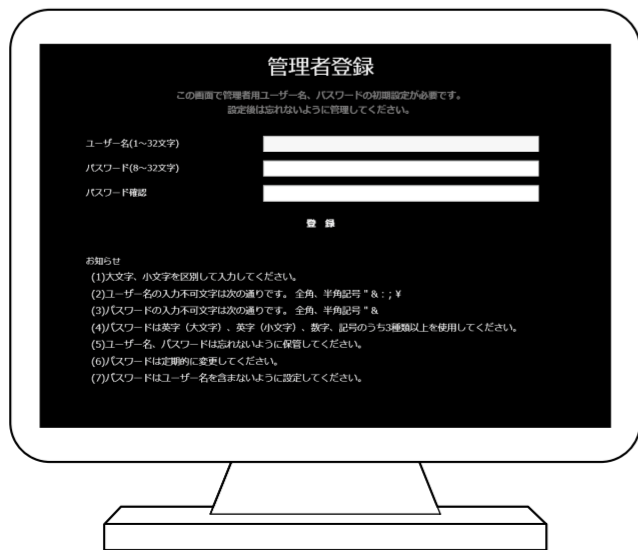 管理者登録
この画面で管理者用ユーザー名、パスワードの初期設定が必要です。
設定後は忘れないように管理してください。
ユーザー名(1～32文字)
パスワード(8～32文字)
パスワード確認
登 録
お知らせ
(1)大文字、小文字を区別して入力してください。
(2)ユーザー名の入力不可文字は次の通りです。 全角、半角記号 " & : ; ¥
(3)パスワードの入力不可文字は次の通りです。 全角、半角記号 " &
(4)パスワードは英字（大文字）、英字（小文字）、数字、記号のうち3種類以上を使用してください。
(5)ユーザー名、パスワードは忘れないように保管してください。
(6)パスワードは定期的に変更してください。
(7)パスワードはユーザー名を含まないように設定してください。